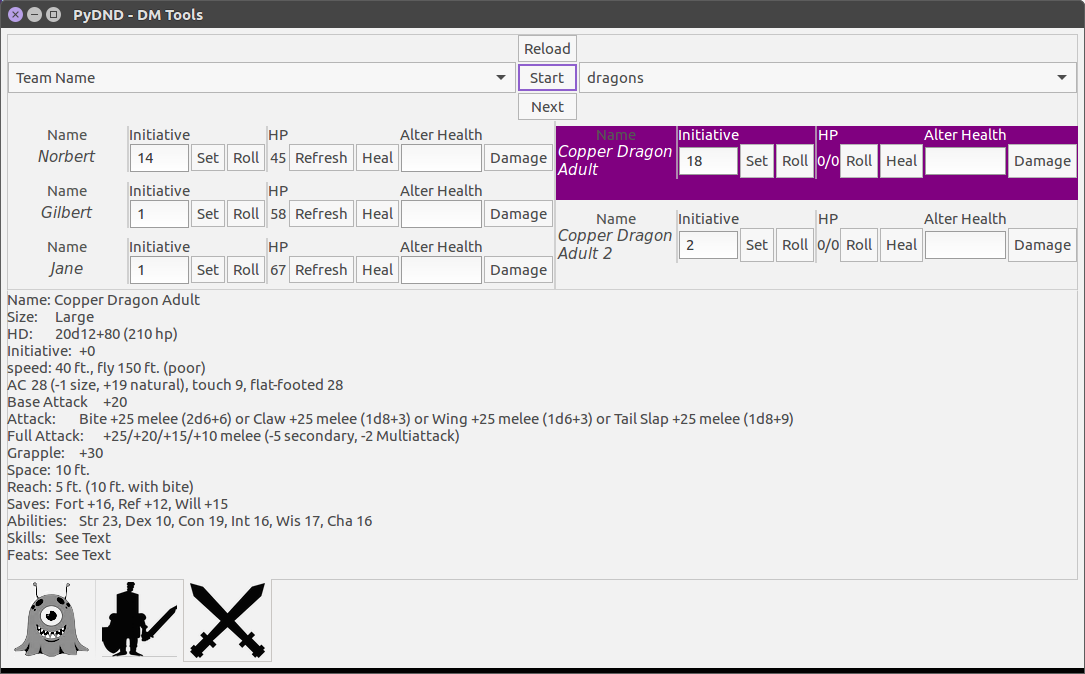 PyDND - DM Tools
Reload
Team Name Start dragons
Next
Name Initiative HP Alter Health
Norbert 14 Set Roll 45 Refresh Heal Damage
Name Initiative HP Alter Health
Gilbert 1 Set Roll 58 Refresh Heal Damage
Name Initiative HP Alter Health
Jane 1 Set Roll 67 Refresh Heal Damage
Name Initiative HP Alter Health
Copper Dragon
Adult 18 Set Roll 0/0 Roll Heal Damage
Name Initiative HP Alter Health
Copper Dragon
Adult 2 2 Set Roll 0/0 Roll Heal Damage
Name: Copper Dragon Adult
Size: Large
HD: 20d12+80 (210 hp)
Initiative: +0
speed: 40 ft., fly 150 ft. (poor)
AC 28 (-1 size, +19 natural), touch 9, flat-footed 28
Base Attack +20
Attack: Bite +25 melee (2d6+6) or Claw +25 melee (1d8+3) or Wing +25 melee (1d6+3) or Tail Slap +25 melee (1d8+9)
Full Attack: +25/+20/+15/+10 melee (-5 secondary, -2 Multiattack)
Grapple: +30
Space: 10 ft.
Reach: 5 ft. (10 ft. with bite)
Saves: Fort +16, Ref +12, Will +15
Abilities: Str 23, Dex 10, Con 19, Int 16, Wis 17, Cha 16
Skills: See Text
Feats: See Text